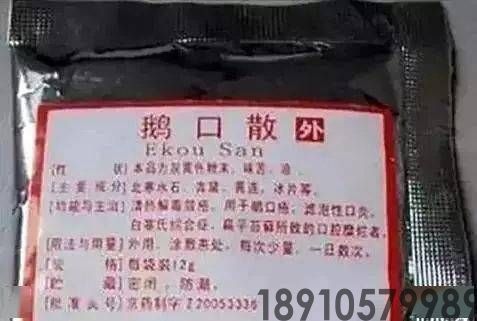 鹅口散 外
Ekou San
[性 状] 本品为灰黄色粉末，味苦、凉
[主要成分] 北寒水石、青黛、黄连、冰片等。
[功能与主治] 清热解毒敛疮，用于鹅口疮、滤泡性口炎、
白塞氏综合症、扁平苔藓所致的口腔糜烂者。
[用法与用量] 外用，涂敷患处，每次少量，一日数次。
[规 格] 每袋装12g
[贮 藏] 密闭，防潮。
[批准文号] 京药制字Z20053336
18910579989